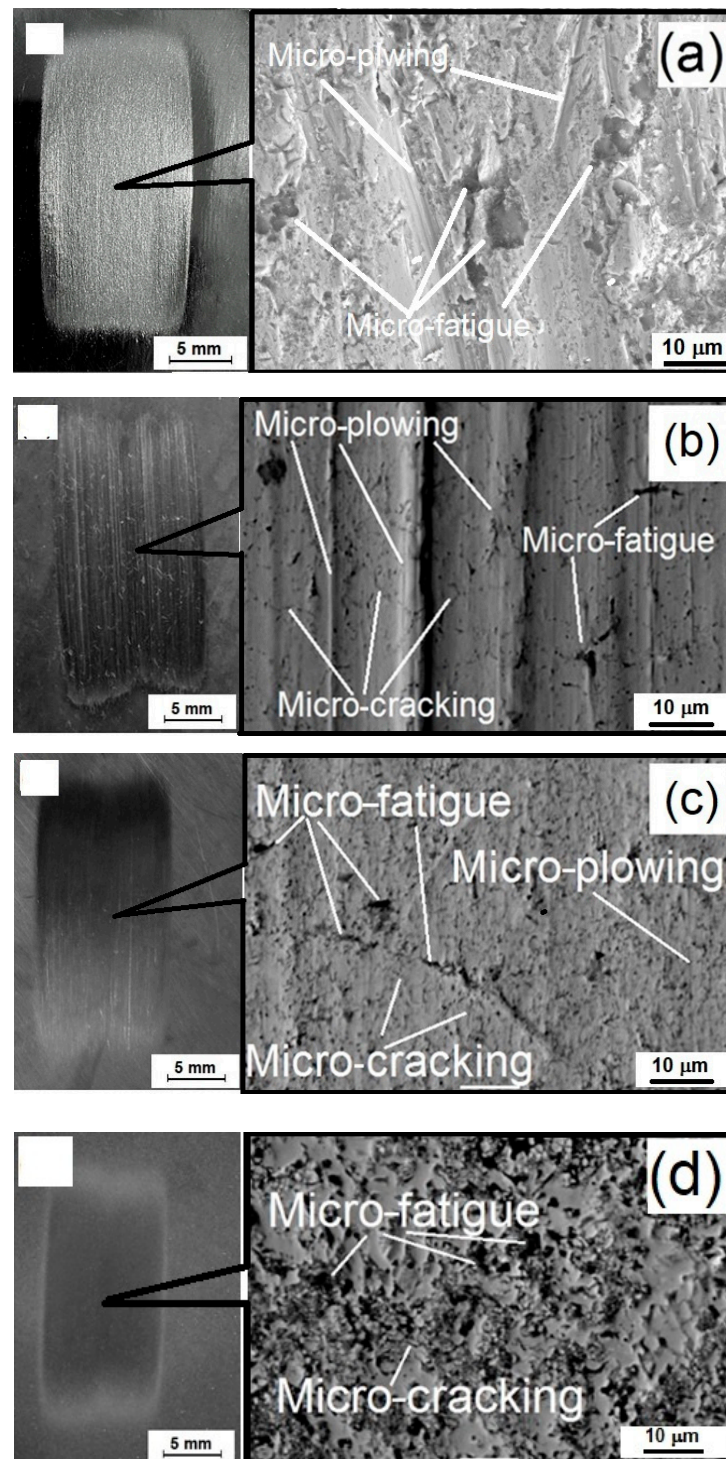 Micro-plwing
(a)
Micro-fatigue
5 mm
10 µm
Micro-plowing
(b)
Micro-fatigue
Micro-cracking
5 mm
10 µm
Micro-fatigue
(c)
Micro-plowing
Micro-cracking
5 mm
10 µm
(d)
Micro-fatigue
Micro-cracking
5 mm
10 µm